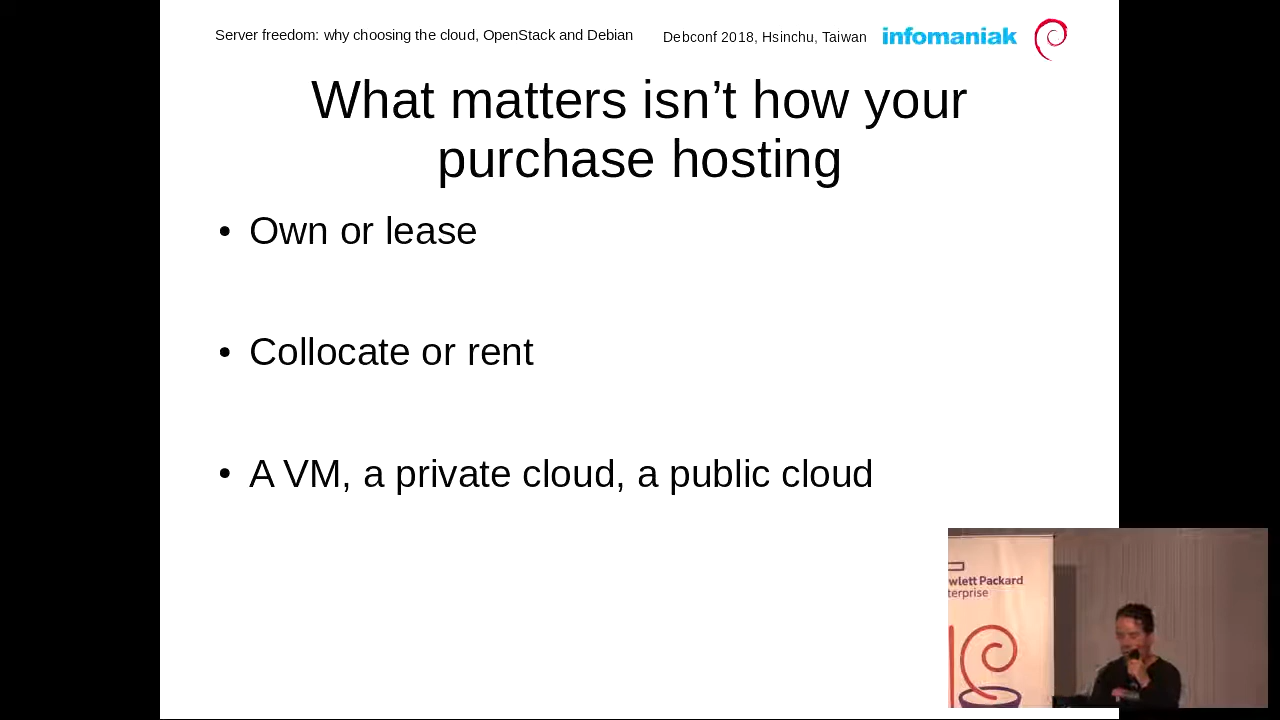 Server freedom: why choosing the cloud, OpenStack and Debian
Debconf 2018, Hsinchu, Taiwan
infomaniak
What matters isn’t how your
purchase hosting
• Own or lease
• Collocate or rent
• A VM, a private cloud, a public cloud
wlett Packard
terprise